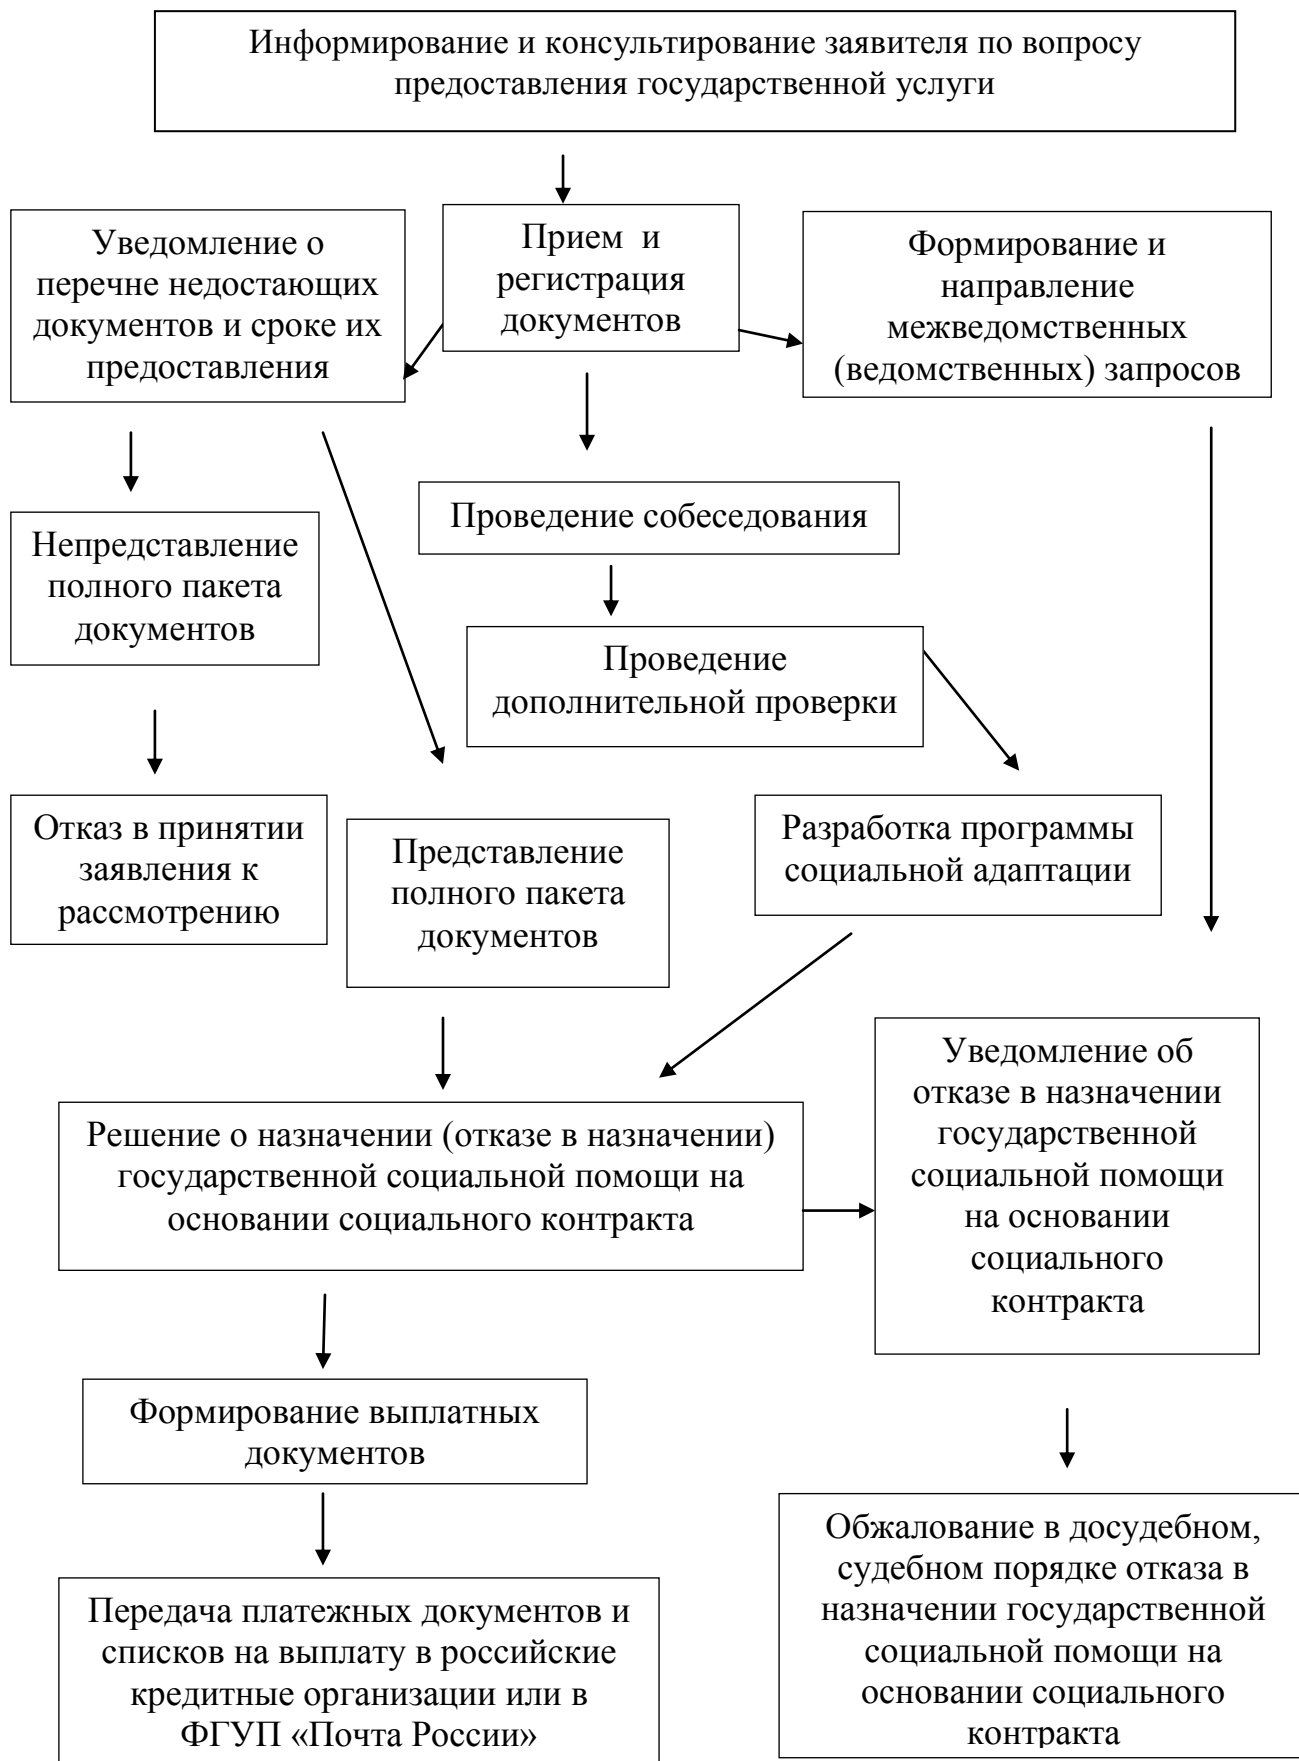 Информирование и консультирование заявителя по вопросу
предоставления государственной услуги
Уведомление о
перечне недостающих
документов и сроке их
предоставления
Прием и
регистрация
документов
Формирование и
направление
межведомственных
(ведомственных) запросов
Непредставление
полного пакета
документов
Проведение собеседования
Проведение
дополнительной проверки
Отказ в принятии
заявления к
рассмотрению
Представление
полного пакета
документов
Разработка программы
социальной адаптации
Решение о назначении (отказе в назначении)
государственной социальной помощи на
основании социального контракта
Уведомление об
отказе в назначении
государственной
социальной помощи
на основании
социального
контракта
Формирование выплатных
документов
Передача платежных документов и
списков на выплату в российские
кредитные организации или в
ФГУП «Почта России»
Обжалование в досудебном,
судебном порядке отказа в
назначении государственной
социальной помощи на
основании социального
контракта